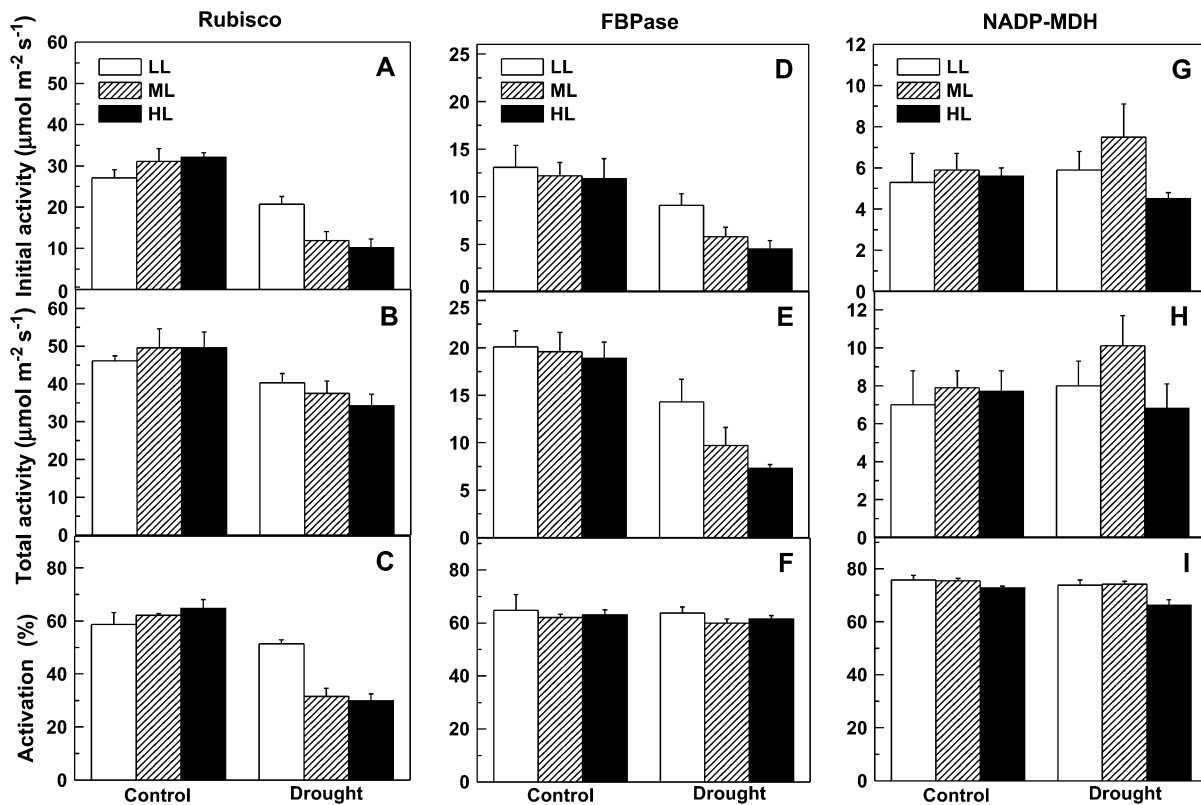 Rubisco
FBPase
NADP-MDH
Initial activity (μmol m⁻² s⁻¹)
Total activity (μmol m⁻² s⁻¹)
Activation (%)
A
LL
ML
HL
60
50
40
30
20
10
0
B
60
50
40
30
20
10
0
C
80
60
40
20
0
Control Drought
D
LL
ML
HL
25
20
15
10
5
0
E
25
20
15
10
5
0
F
80
60
40
20
0
Control Drought
G
LL
ML
HL
12
10
8
6
4
2
0
H
12
10
8
6
4
2
0
I
80
60
40
20
0
Control Drought